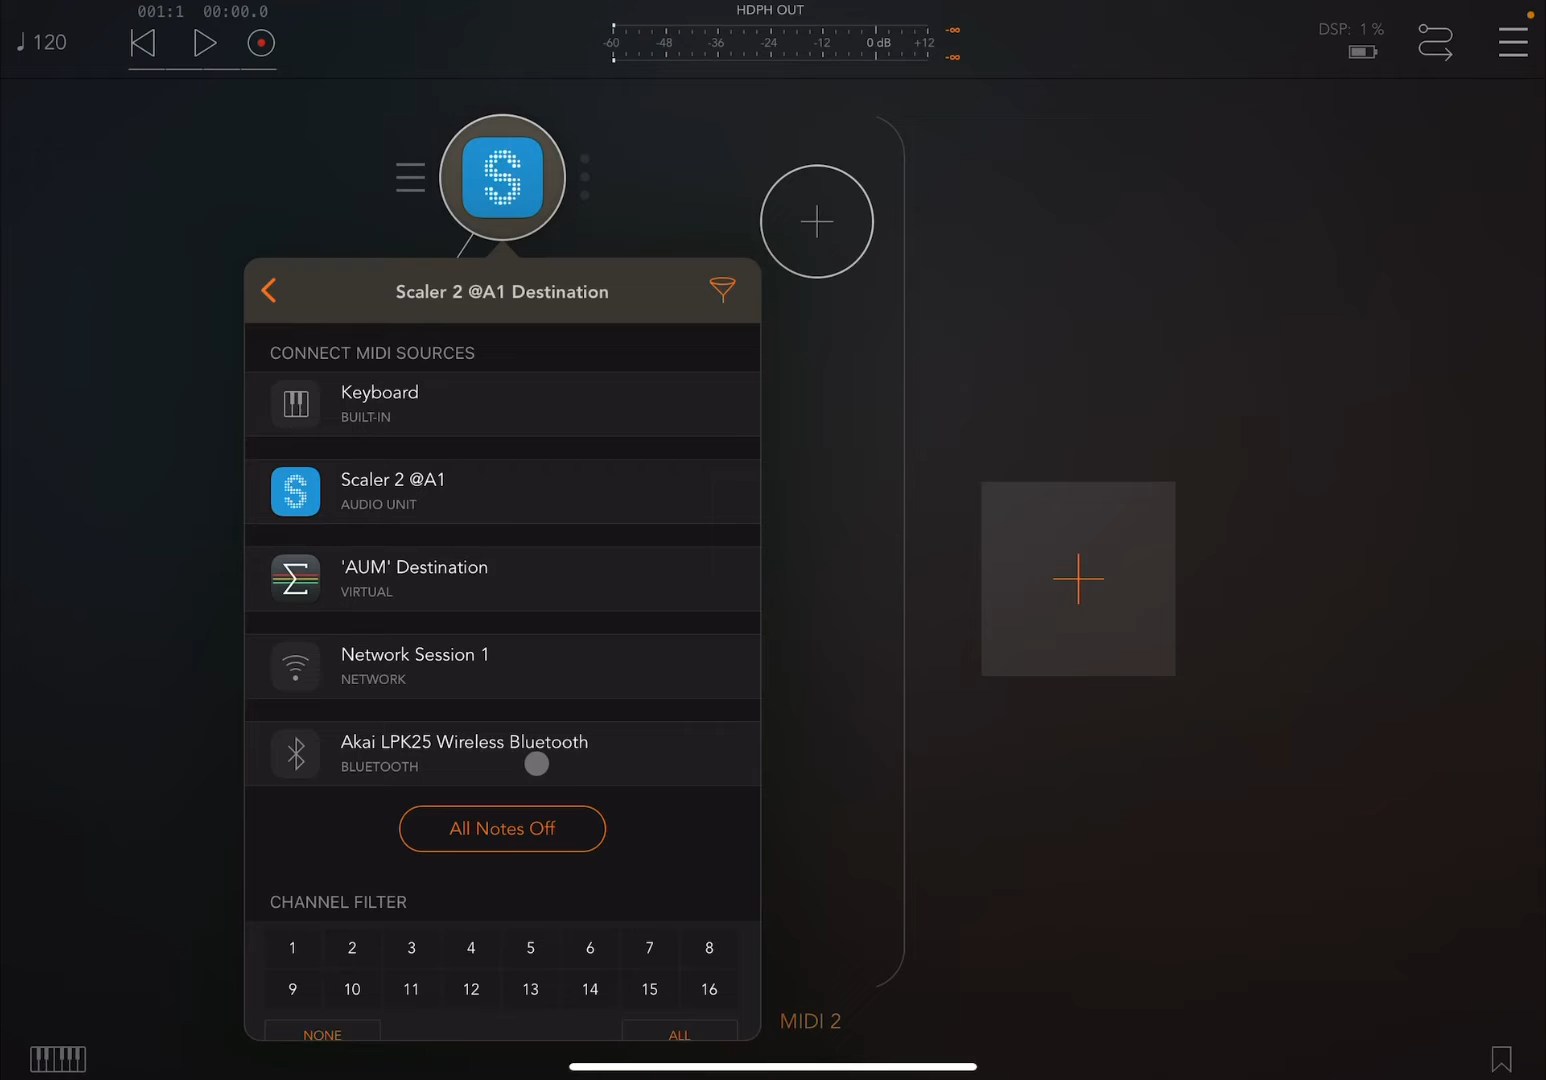 001:1 00:00.0
120
HDPH OUT
-60 -48 -36 -24 -12 0 dB +12
-∞
-∞
DSP: 1 %
S
Scaler 2 @A1 Destination
CONNECT MIDI SOURCES
Keyboard
BUILT-IN
S
Scaler 2 @A1
AUDIO UNIT
Σ
'AUM' Destination
VIRTUAL
Network Session 1
NETWORK
Akai LPK25 Wireless Bluetooth
BLUETOOTH
All Notes Off
CHANNEL FILTER
1 2 3 4 5 6 7 8
9 10 11 12 13 14 15 16
NONE ALL
MIDI 2